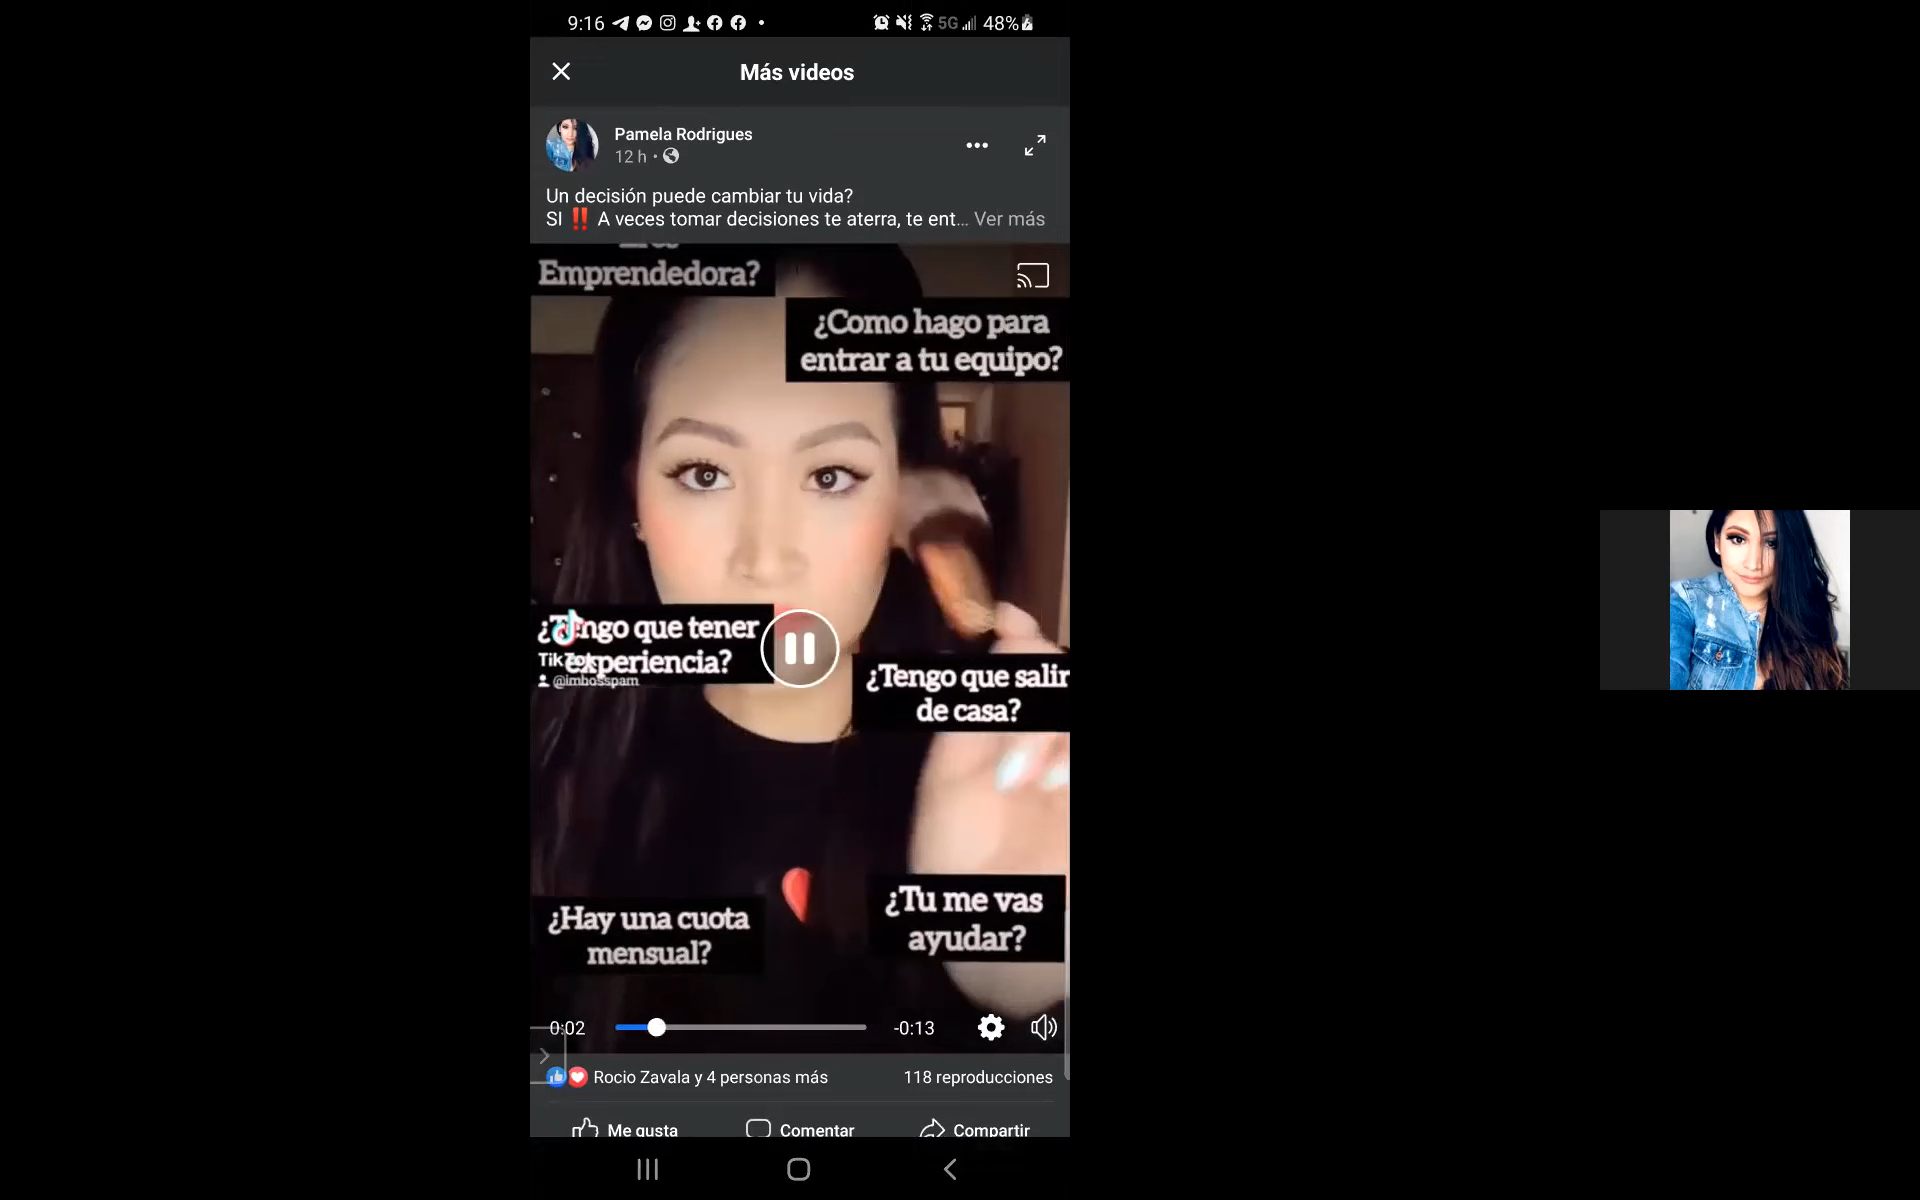 9:16
5G
48%
Más videos
Pamela Rodrigues
12 h
Un decisión puede cambiar tu vida?
SI ‼️ A veces tomar decisiones te aterra, te ent... Ver más
Emprendedora?
¿Como hago para
entrar a tu equipo?
¿Tengo que tener
experiencia?
TikTok
@imbosspam
¿Tengo que salir
de casa?
¿Hay una cuota
mensual?
¿Tu me vas
ayudar?
0:02
-0:13
Rocio Zavala y 4 personas más
118 reproducciones
Me gusta
Comentar
Compartir